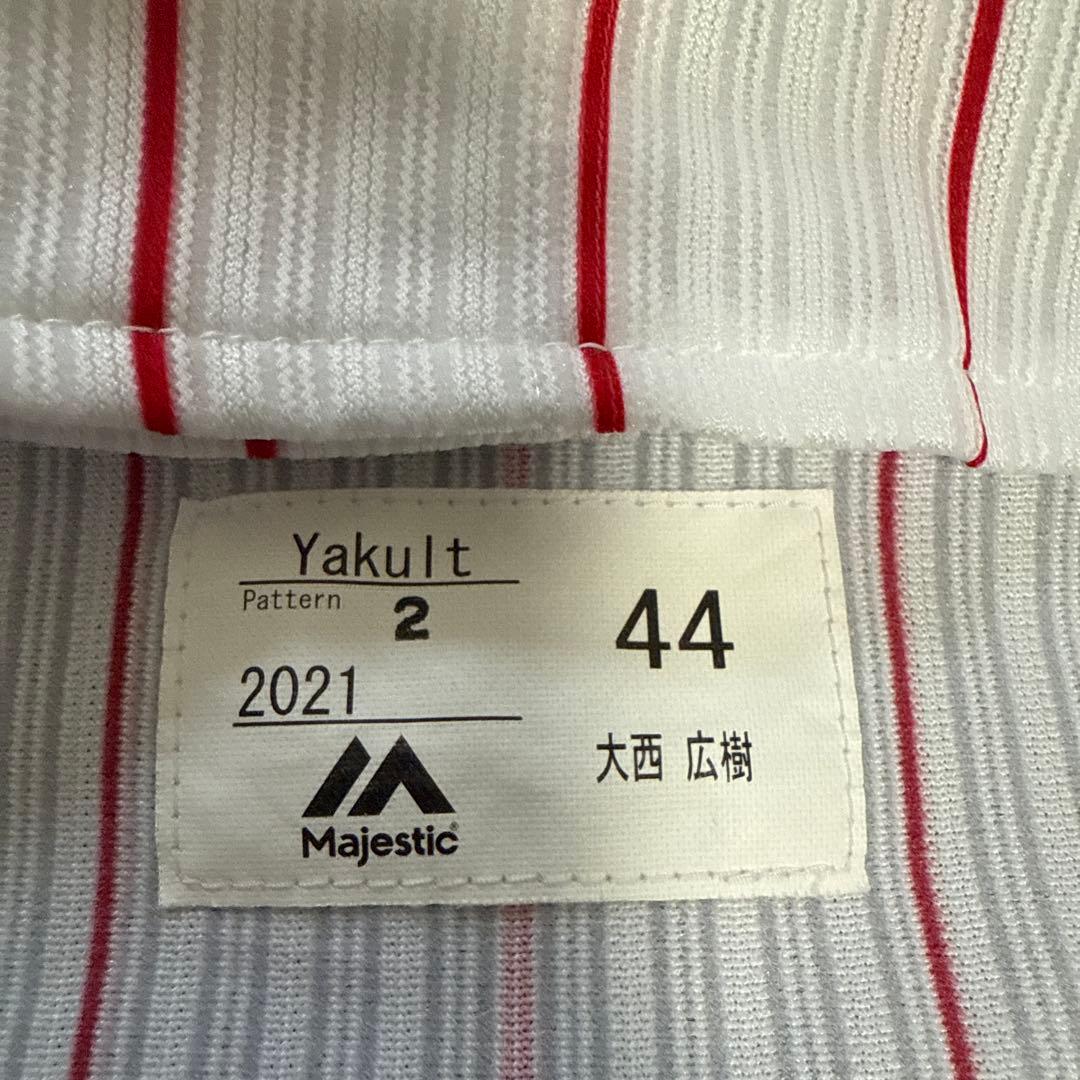 Yakult
Pattern 2
2021
Majestic®
44
大西 広樹